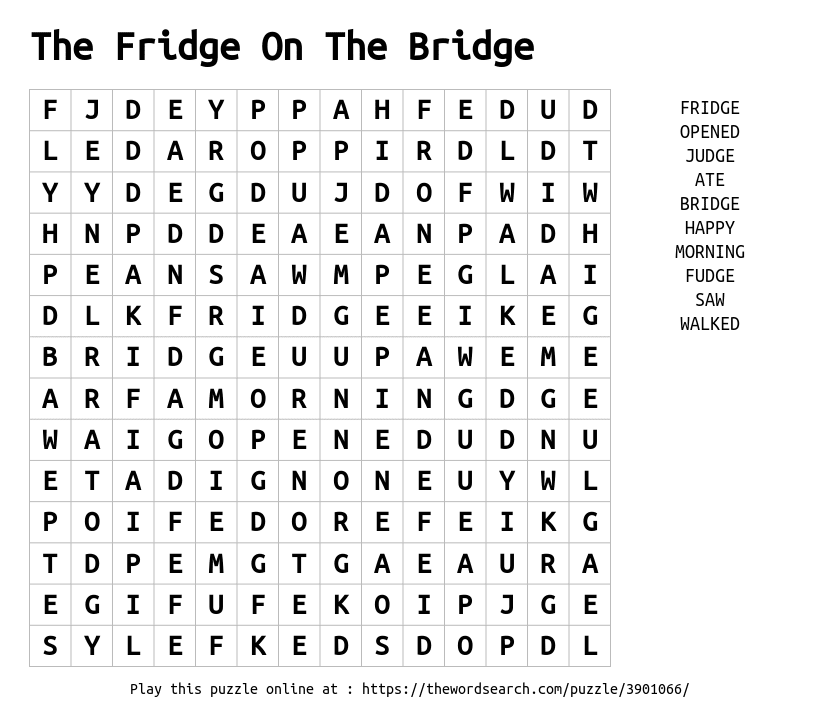 The Fridge On The Bridge
F J D E Y P P A H F E D U D
L E D A R O P P I R D L D T
Y Y D E G D U J D O F W I W
H N P D D E A E A N P A D H
P E A N S A W M P E G L A I
D L K F R I D G E E I K E G
B R I D G E U U P A W E M E
A R F A M O R N I N G D G E
W A I G O P E N E D U D N U
E T A D I G N O N E U Y W L
P O I F E D O R E F E I K G
T D P E M G T G A E A U R A
E G I F U F E K O I P J G E
S Y L E F K E D S D O P D L
FRIDGE
OPENED
JUDGE
ATE
BRIDGE
HAPPY
MORNING
FUDGE
SAW
WALKED
Play this puzzle online at : https://thewordsearch.com/puzzle/3901066/